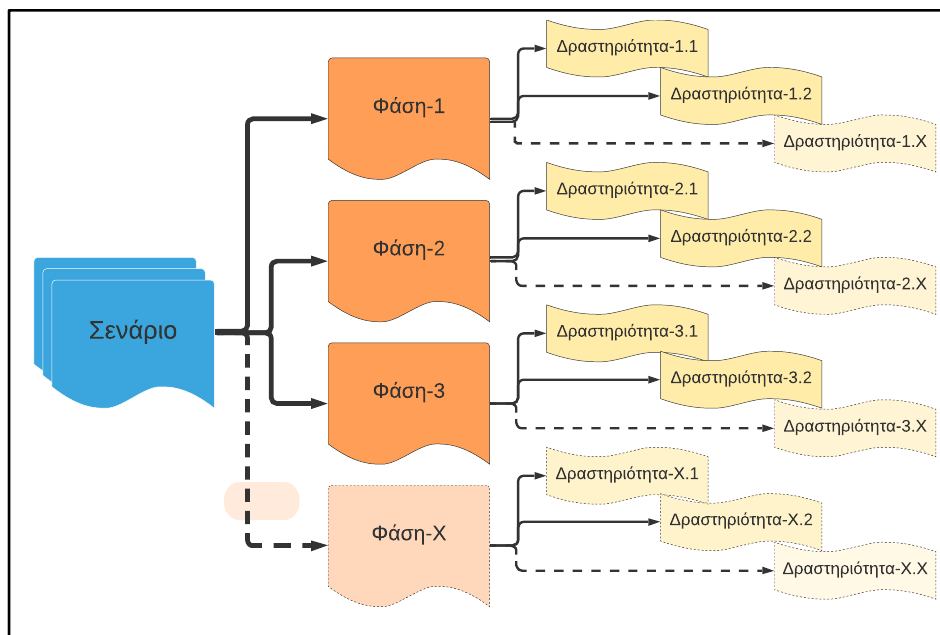 Σενάριο
Φάση-1
Δραστηριότητα-1.1
Δραστηριότητα-1.2
Δραστηριότητα-1.X
Φάση-2
Δραστηριότητα-2.1
Δραστηριότητα-2.2
Δραστηριότητα-2.X
Φάση-3
Δραστηριότητα-3.1
Δραστηριότητα-3.2
Δραστηριότητα-3.X
Φάση-X
Δραστηριότητα-X.1
Δραστηριότητα-X.2
Δραστηριότητα-X.X